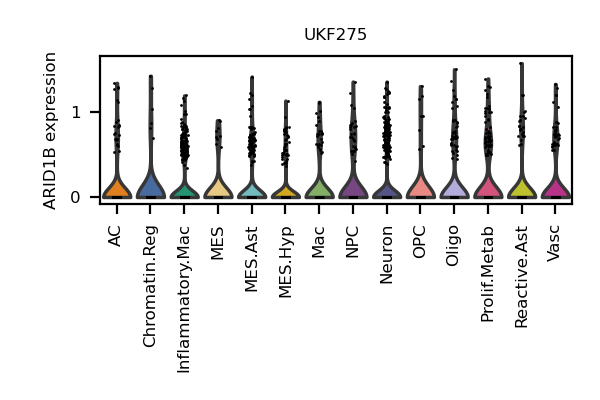 UKF275
ARID1B expression
1
0
AC
Chromatin.Reg
Inflammatory.Mac
MES
MES.Ast
MES.Hyp
Mac
NPC
Neuron
OPC
Oligo
Prolif.Metab
Reactive.Ast
Vasc